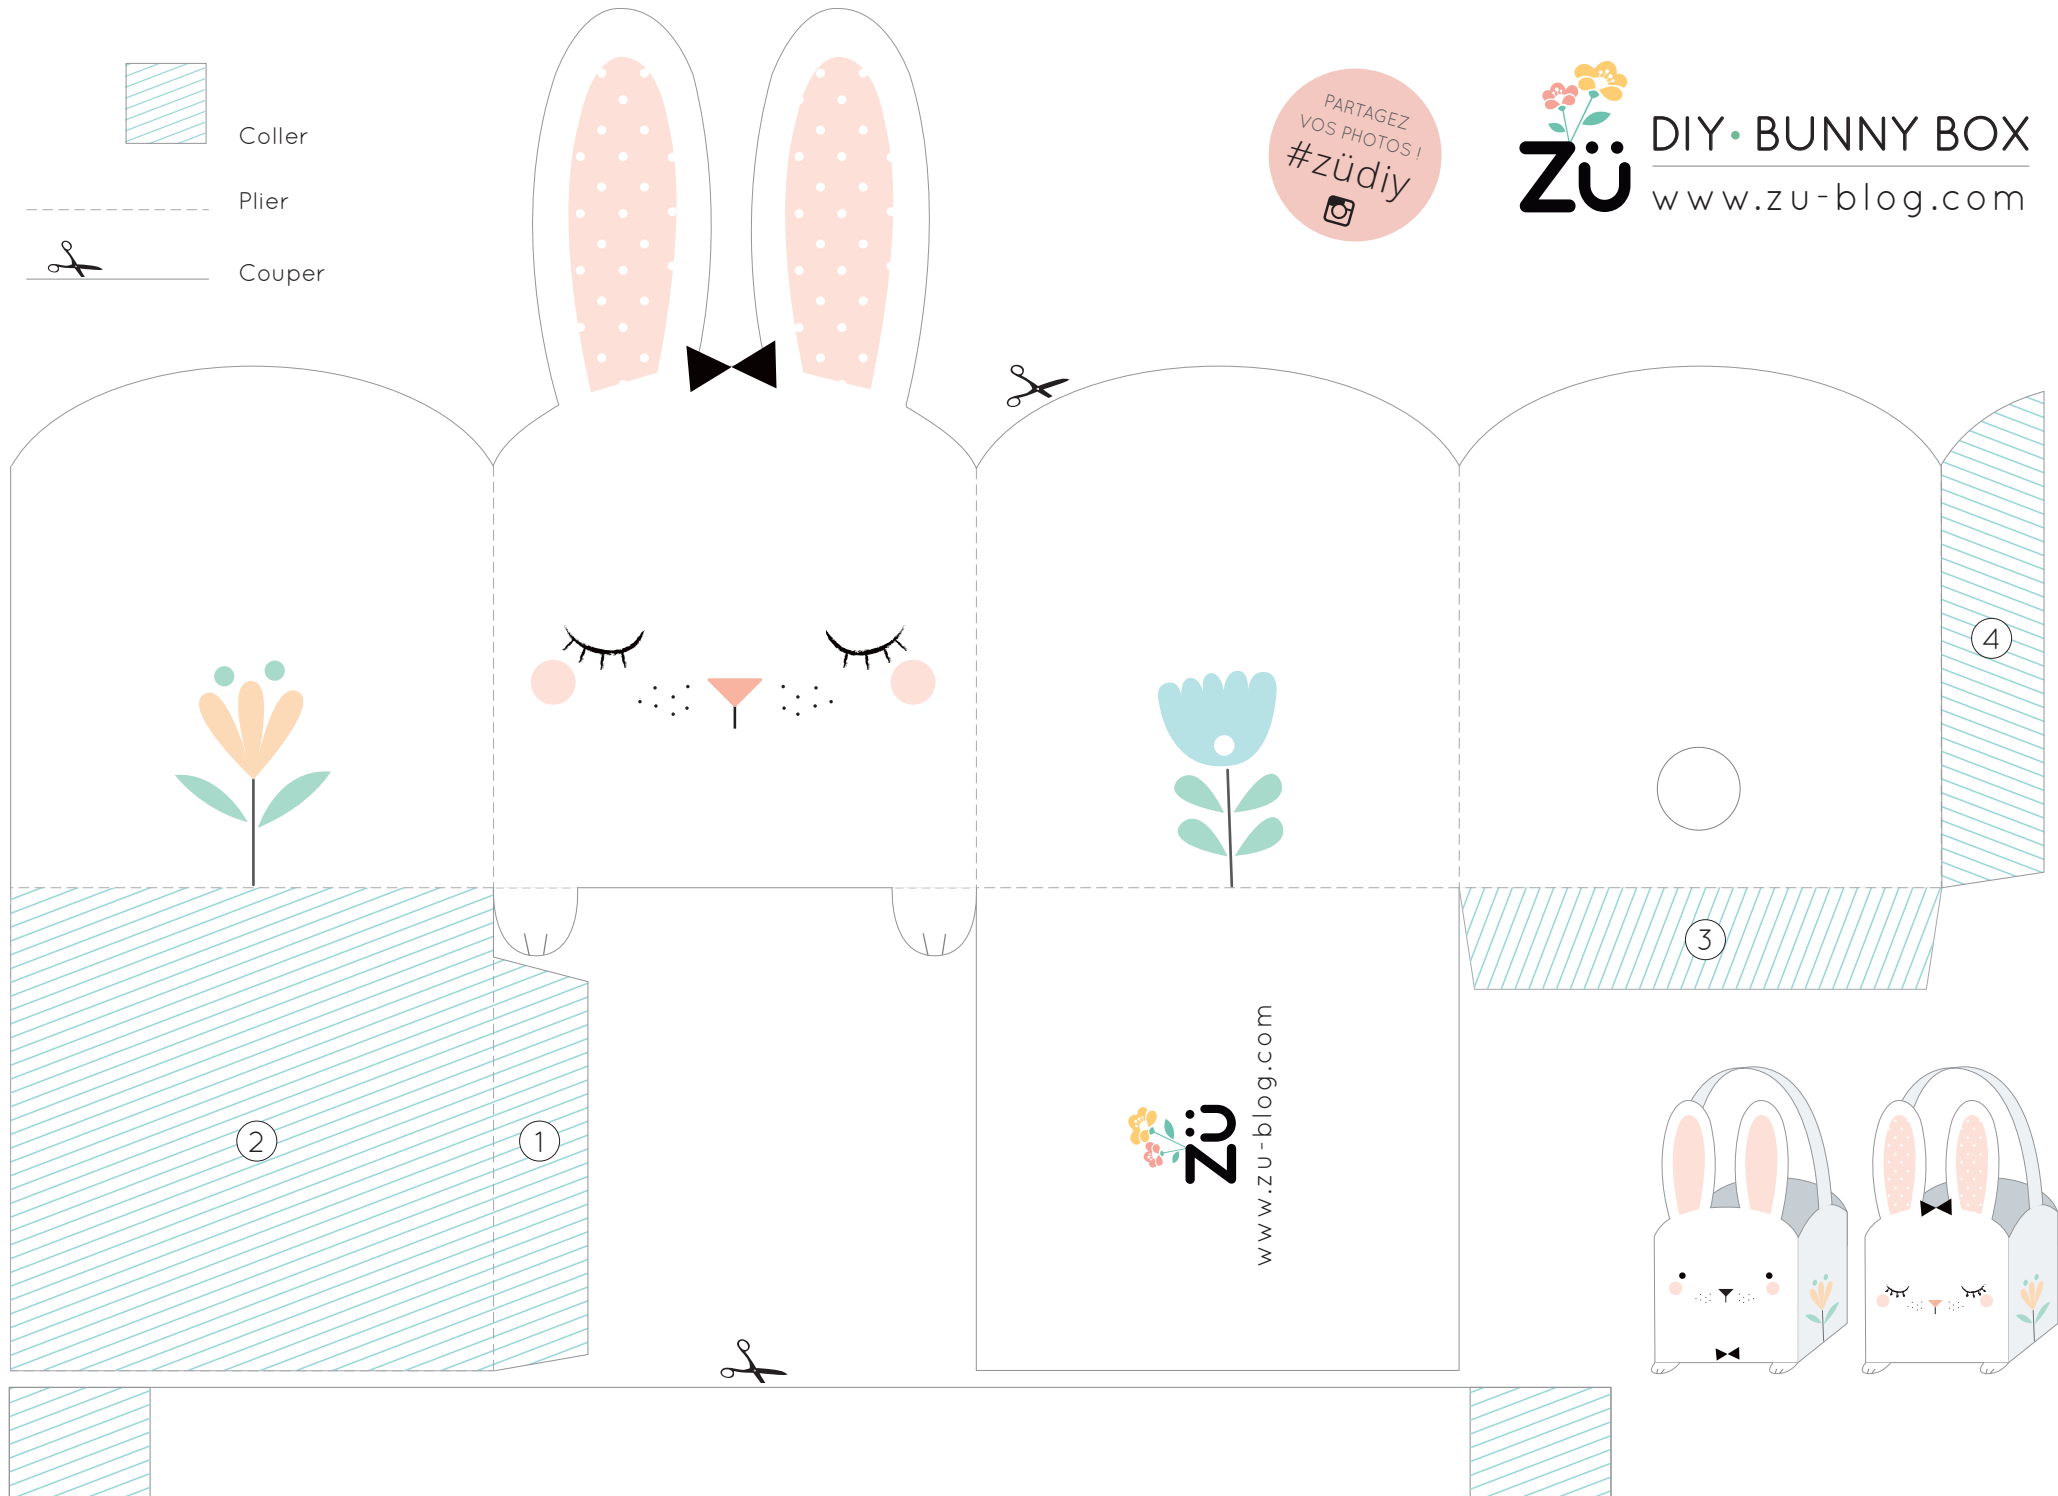 Coller
Plier
Couper
PARTAGEZ
VOS PHOTOS !
#züdiy
Zü
DIY • BUNNY BOX
www.zu-blog.com
4
3
2
1
Zü
www.zu-blog.com